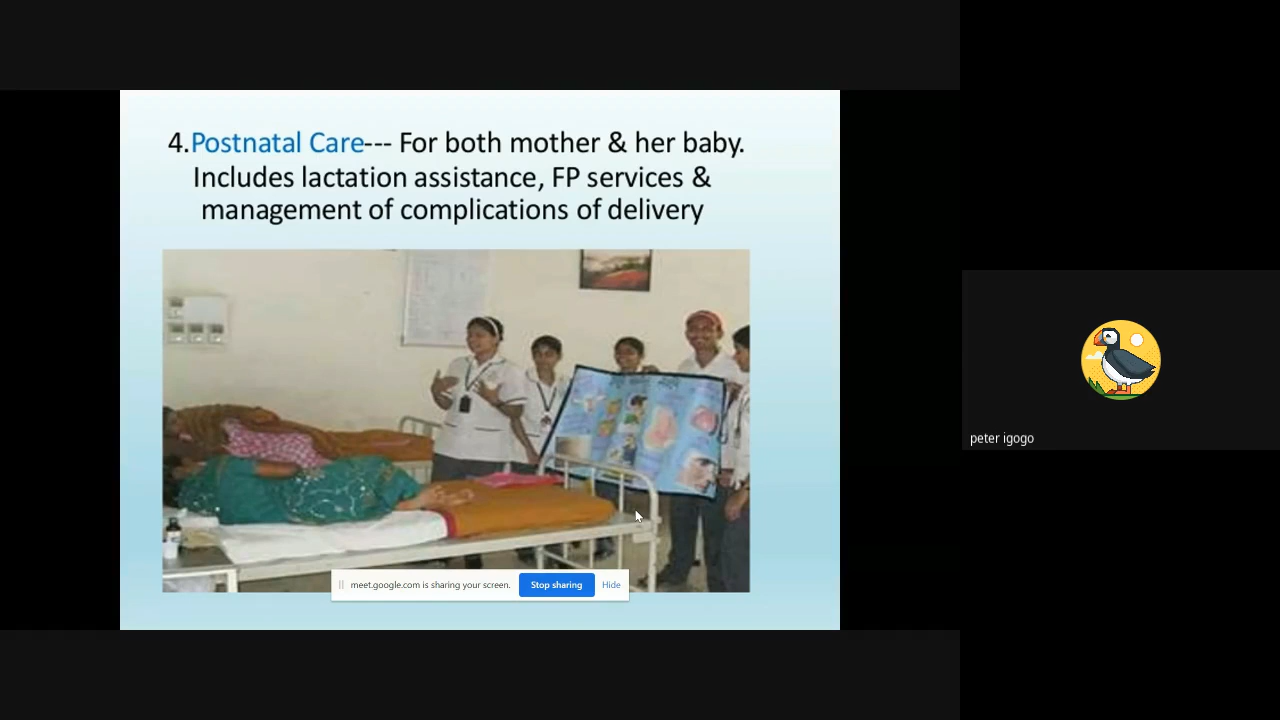 4.Postnatal Care--- For both mother & her baby.
Includes lactation assistance, FP services &
management of complications of delivery
meet.google.com is sharing your screen.
Stop sharing
Hide
peter igogo